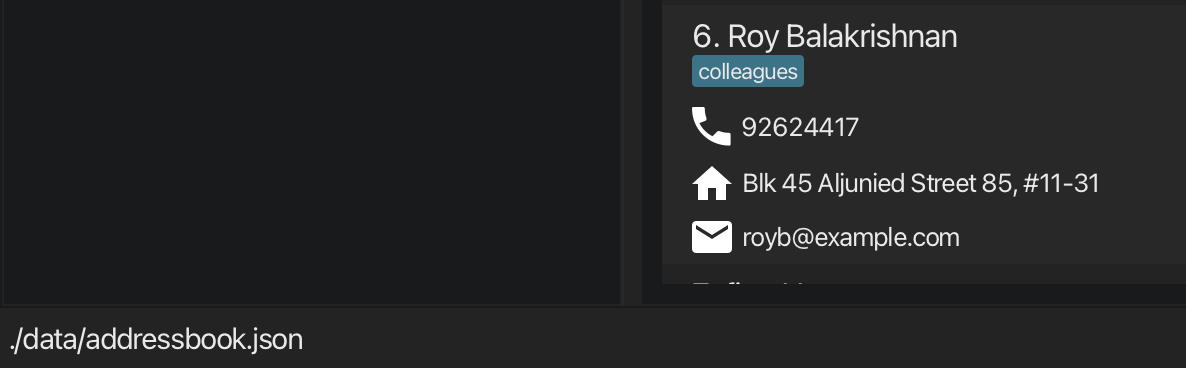 6. Roy Balakrishnan
colleagues
92624417
Blk 45 Aljunied Street 85, #11-31
royb@example.com
./data/addressbook.json